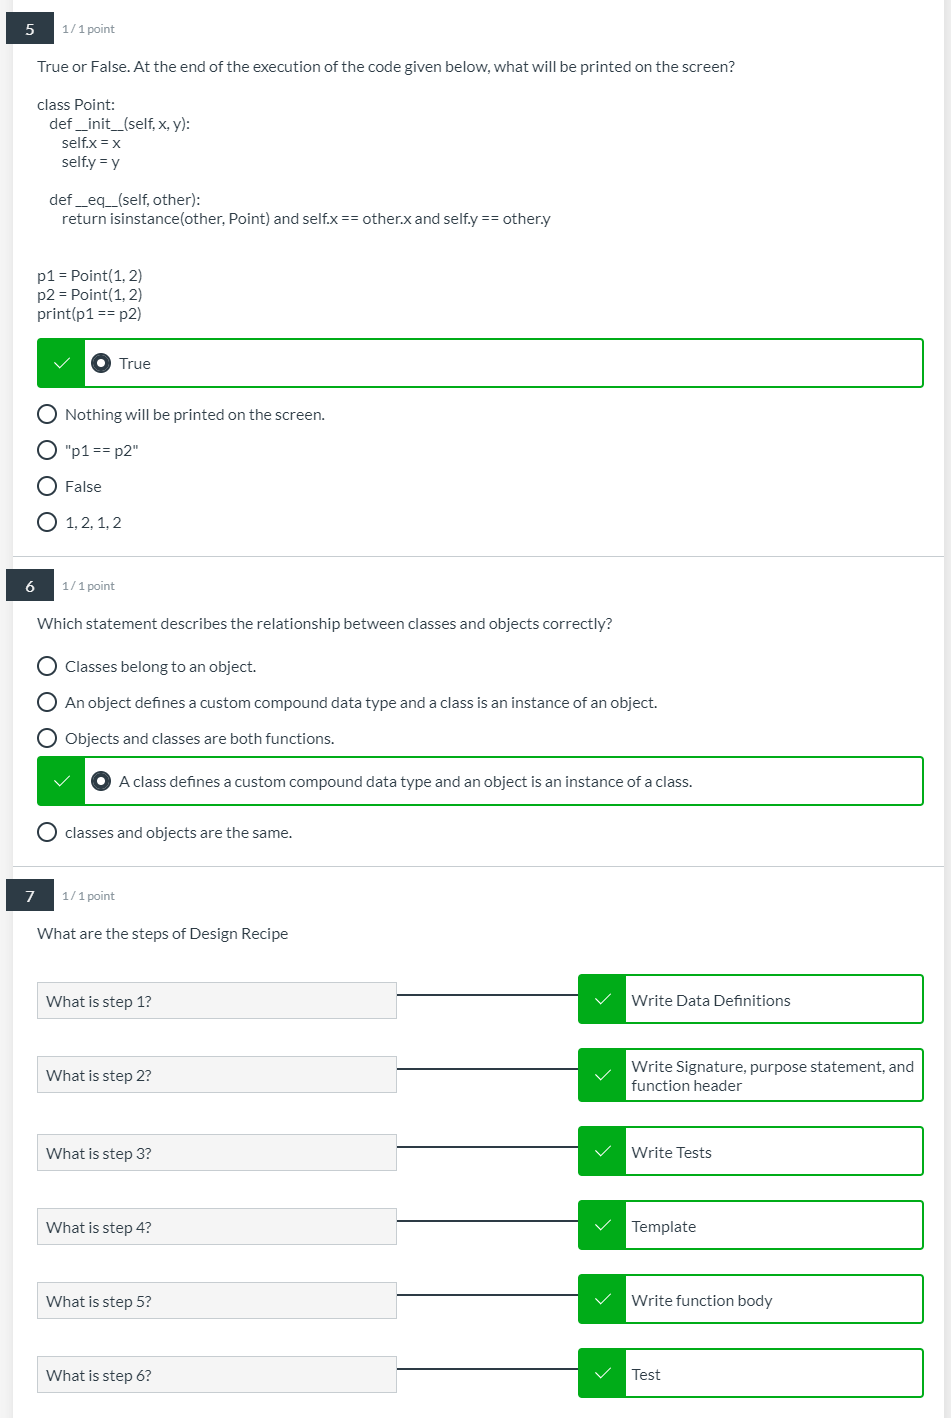 5
1 / 1 point
True or False. At the end of the execution of the code given below, what will be printed on the screen?
class Point:
def __init__(self, x, y):
self.x = x
self.y = y
def __eq__(self, other):
return isinstance(other, Point) and self.x == other.x and self.y == other.y
p1 = Point(1, 2)
p2 = Point(1, 2)
print(p1 == p2)
True
Nothing will be printed on the screen.
"p1 == p2"
False
1, 2, 1, 2
6
1 / 1 point
Which statement describes the relationship between classes and objects correctly?
Classes belong to an object.
An object defines a custom compound data type and a class is an instance of an object.
Objects and classes are both functions.
A class defines a custom compound data type and an object is an instance of a class.
classes and objects are the same.
7
1 / 1 point
What are the steps of Design Recipe
What is step 1?
Write Data Definitions
What is step 2?
Write Signature, purpose statement, and
function header
What is step 3?
Write Tests
What is step 4?
Template
What is step 5?
Write function body
What is step 6?
Test